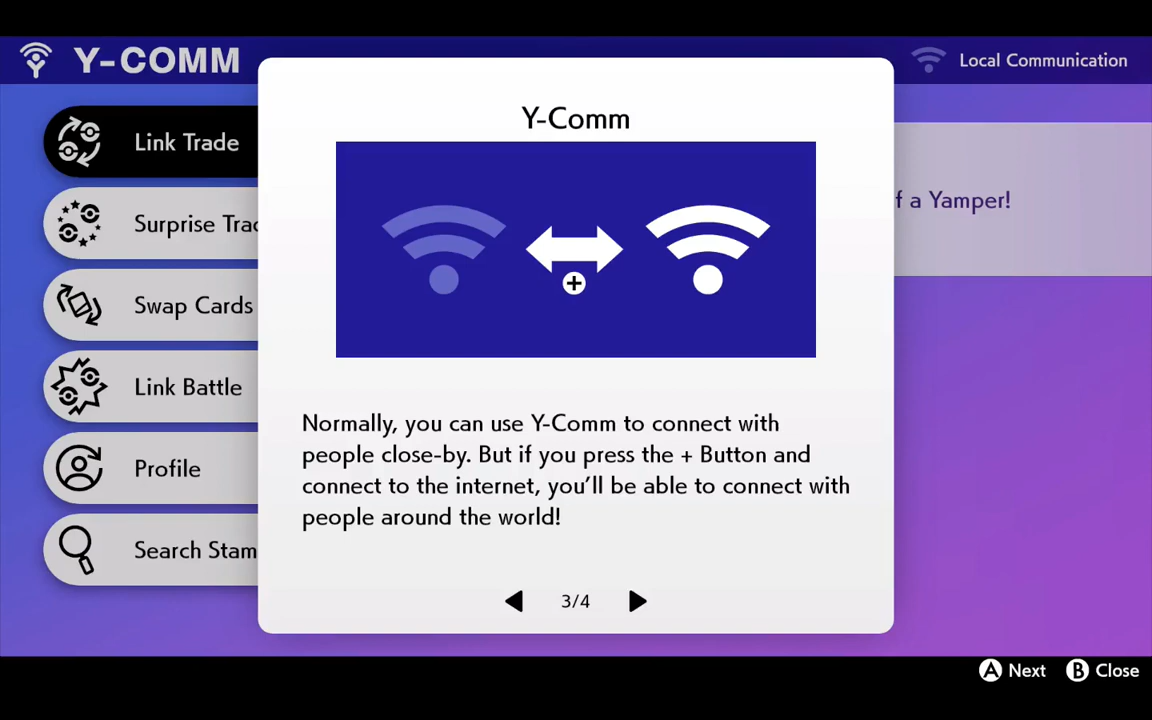 Y-COMM
Local Communication
Link Trade
Surprise Trad
Swap Cards
Link Battle
Profile
Search Stam
f a Yamper!
Y-Comm
Normally, you can use Y-Comm to connect with
people close-by. But if you press the + Button and
connect to the internet, you'll be able to connect with
people around the world!
3/4
A Next
B Close